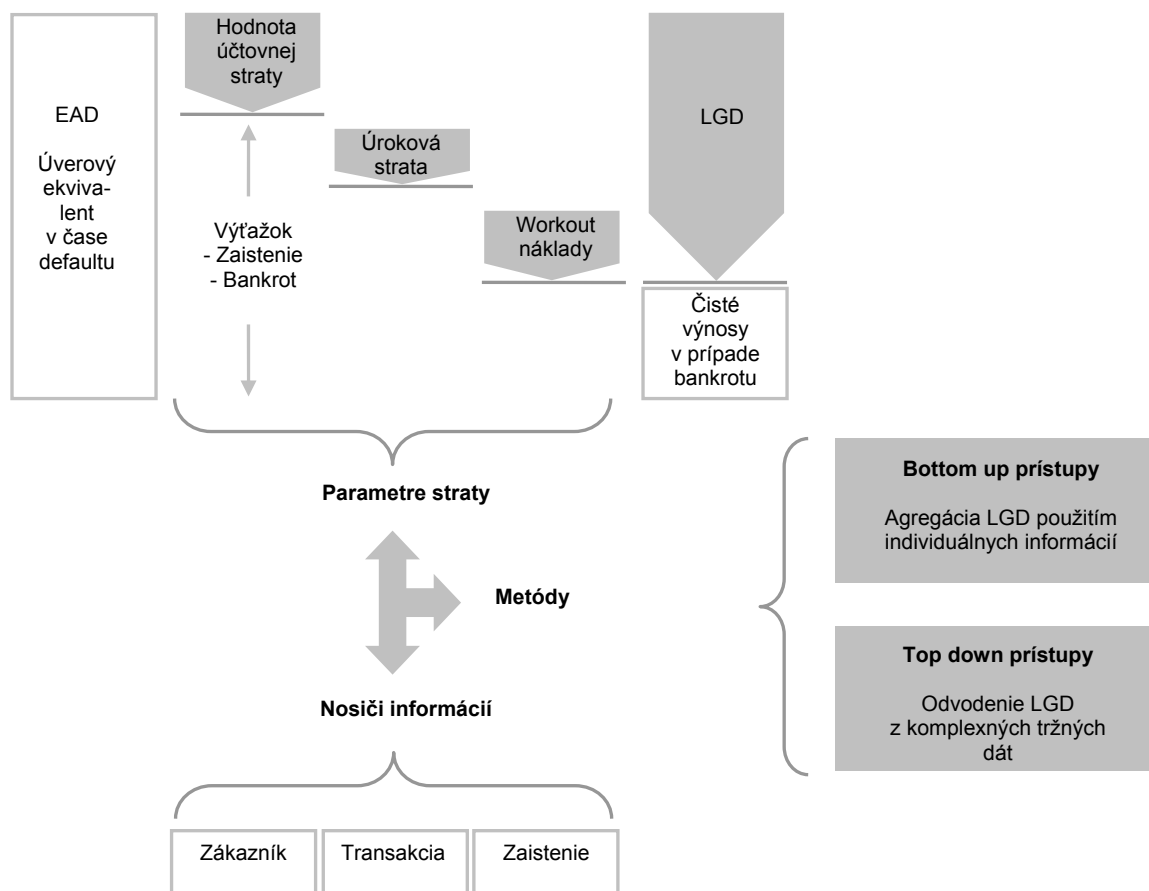 EAD
Úverový
ekviva-
lent
v čase
defaultu
Hodnota
účtovnej
straty
Výťažok
- Zaistenie
- Bankrot
Úroková
strata
Workout
náklady
LGD
Čisté
výnosy
v prípade
bankrotu
Parametre straty
Metódy
Nosiči informácií
Zákazník
Transakcia
Zaistenie
Bottom up prístupy
Agregácia LGD použitím
individuálnych informácií
Top down prístupy
Odvodenie LGD
z komplexných tržných
dát